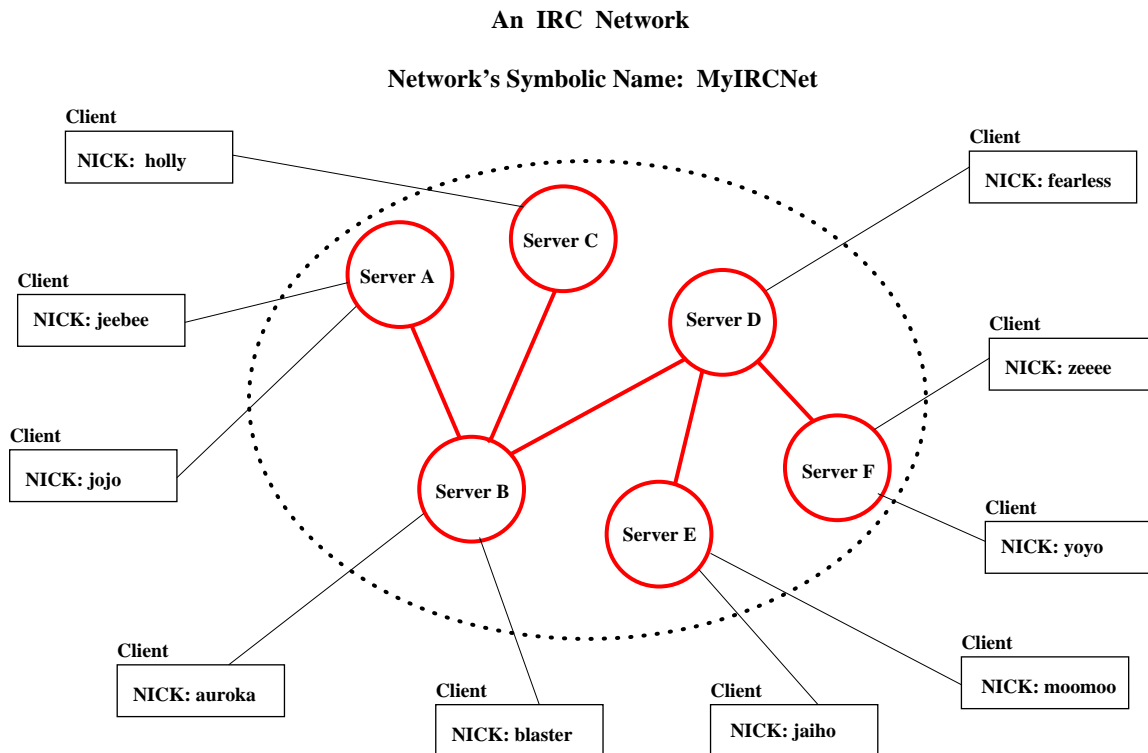 An IRC Network
Network's Symbolic Name: MyIRCNet
Client
NICK: holly
Client
NICK: fearless
Server C
Server A
Client
NICK: jeebee
Server D
Client
NICK: zeeee
Client
NICK: jojo
Server B
Server F
Server E
Client
NICK: yoyo
Client
NICK: auroka
Client
NICK: moomoo
Client
NICK: blaster
Client
NICK: jaiho